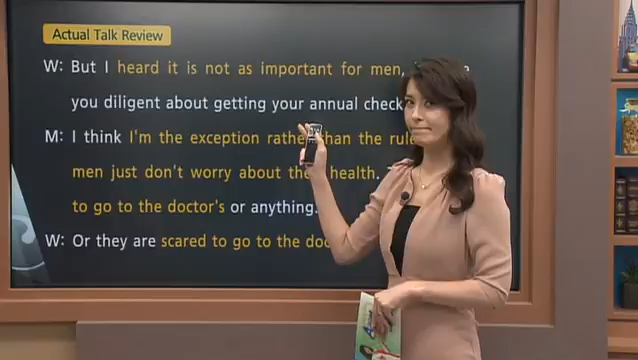 Actual Talk Review
W: But I heard it is not as important for men,
you diligent about getting your annual check
M: I think I'm the exception rather than the rule
men just don't worry about their health.
to go to the doctor's or anything.
W: Or they are scared to go to the doc